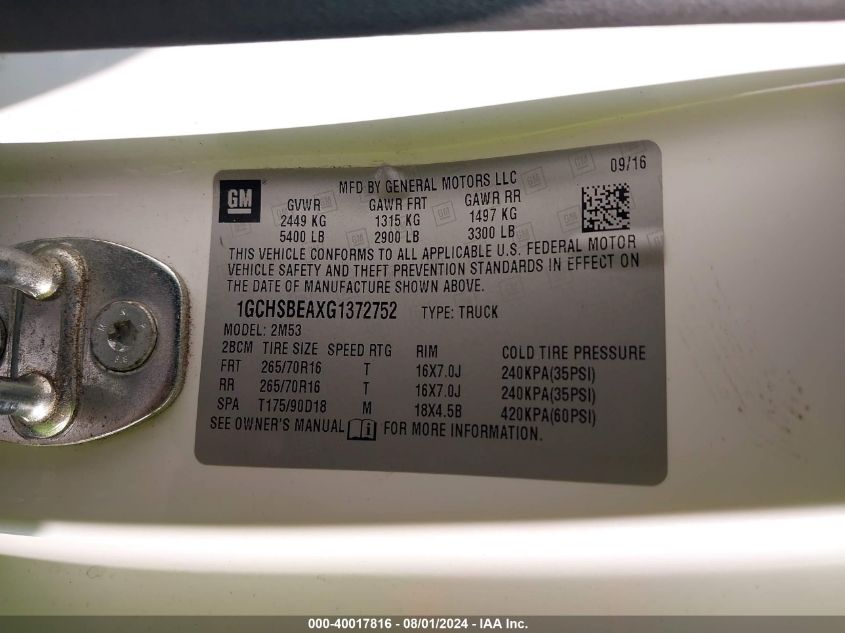 GM
MFD BY GENERAL MOTORS LLC
09/16
GVWR GAWR FRT GAWR RR
2449 KG 1315 KG 1497 KG
5400 LB 2900 LB 3300 LB
THIS VEHICLE CONFORMS TO ALL APPLICABLE U.S. FEDERAL MOTOR
VEHICLE SAFETY AND THEFT PREVENTION STANDARDS IN EFFECT ON
THE DATE OF MANUFACTURE SHOWN ABOVE.
1GCHSBEAXG1372752 TYPE: TRUCK
MODEL: 2M53
2BCM TIRE SIZE SPEED RTG RIM COLD TIRE PRESSURE
FRT 265/70R16 T 16X7.0J 240KPA(35PSI)
RR 265/70R16 T 16X7.0J 240KPA(35PSI)
SPA T175/90D18 M 18X4.5B 420KPA(60PSI)
SEE OWNER'S MANUAL FOR MORE INFORMATION.
000-40017816 - 08/01/2024 - IAA Inc.